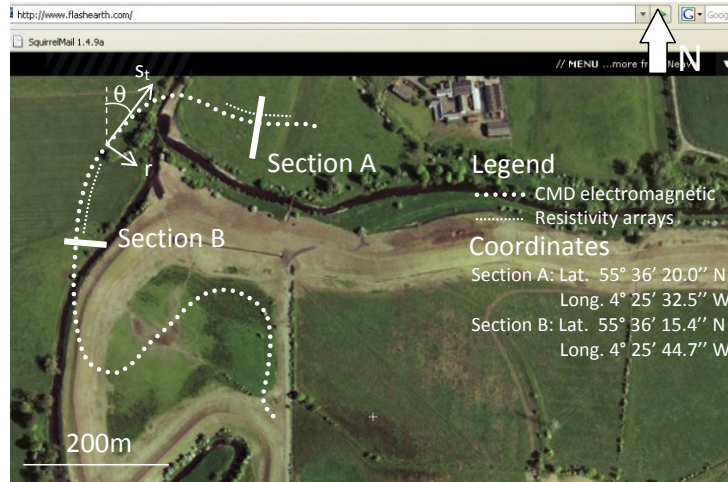 http://www.flashearth.com/
G
Goog
SquirrelMail 1.4.9a
// MENU ...more fr Neav
N
st
θ
r
Section A
Section B
Legend
CMD electromagnetic
Resistivity arrays
Coordinates
Section A: Lat. 55° 36’ 20.0’’ N
Long. 4° 25’ 32.5’’ W
Section B: Lat. 55° 36’ 15.4’’ N
Long. 4° 25’ 44.7’’ W
200m